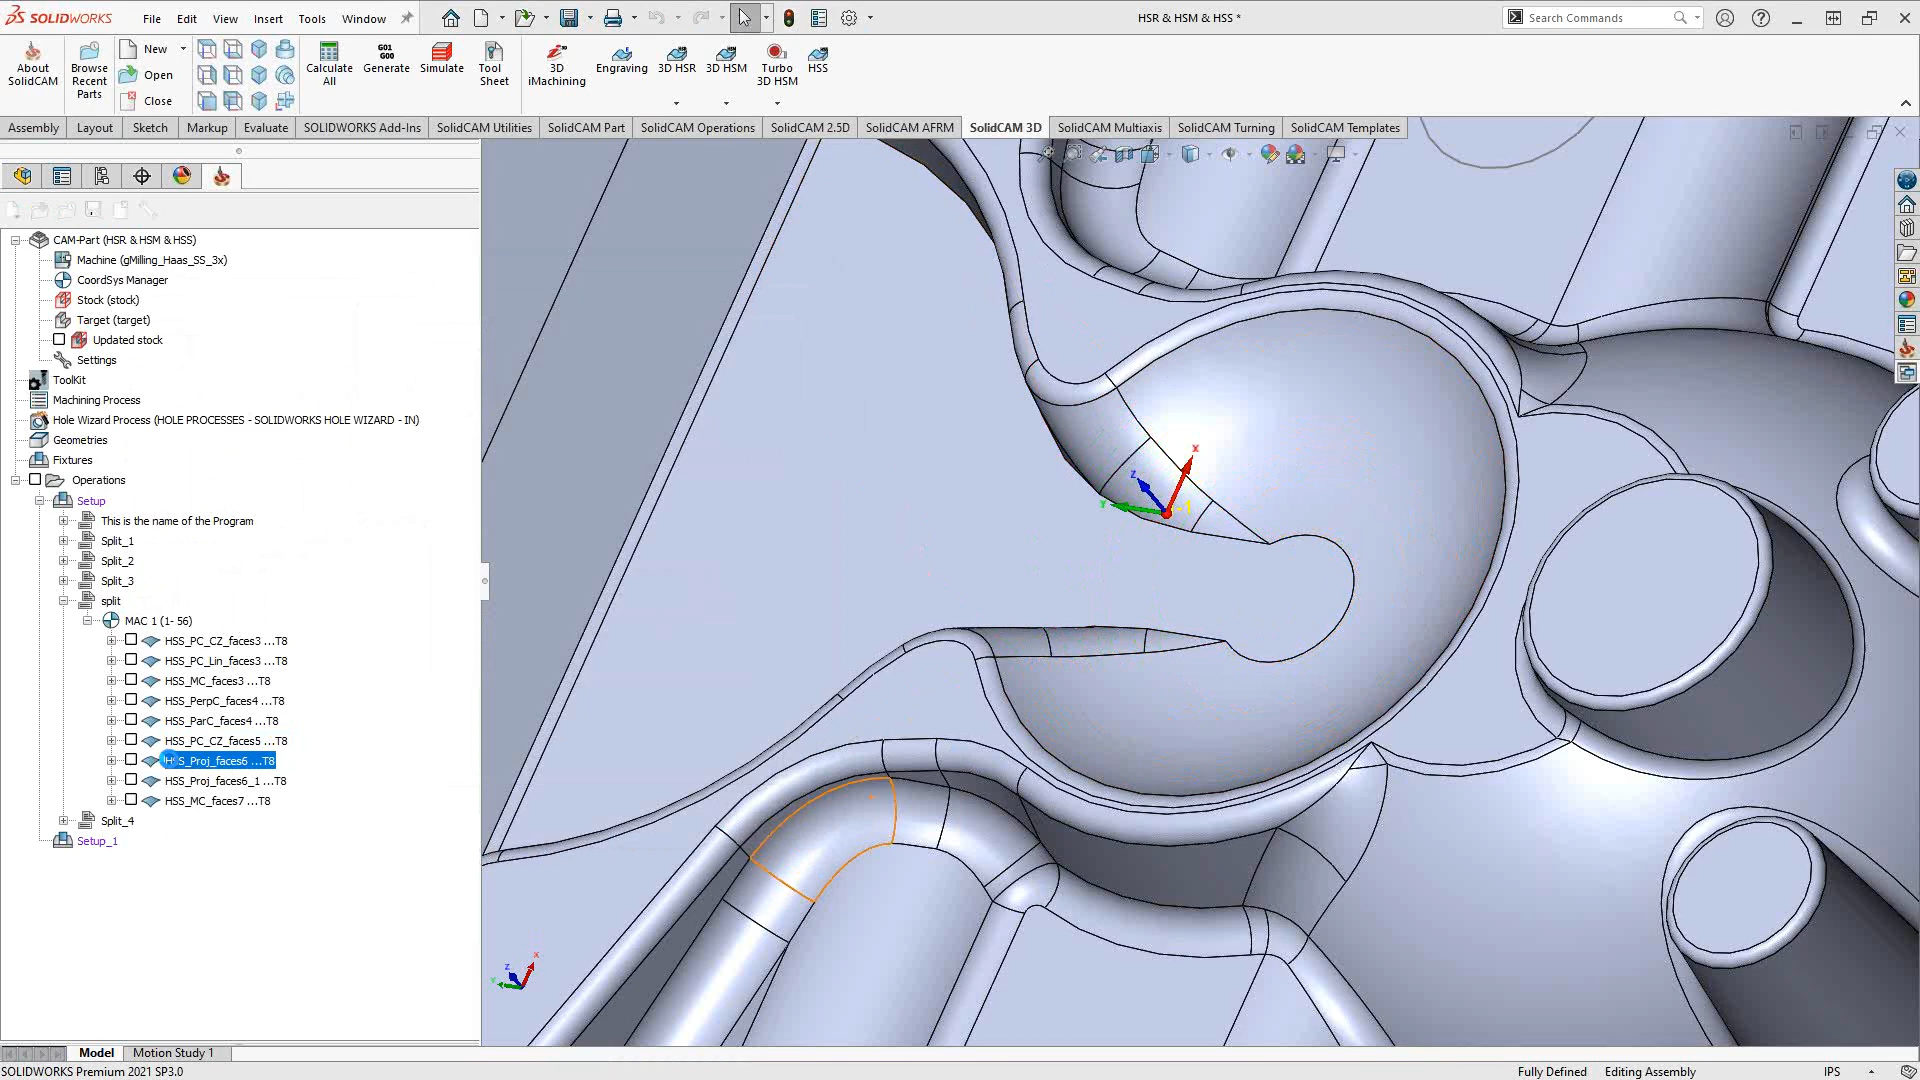 SOLIDWORKS File Edit View Insert Tools Window HSR & HSM & HSS * Search Commands
About SolidCAM
Browse Recent Parts
New
Open
Close
Calculate All
G01 G00 Generate
Simulate
Tool Sheet
3D iMachining
Engraving
3D HSR
3D HSM
Turbo 3D HSM
HSS
Assembly Layout Sketch Markup Evaluate SOLIDWORKS Add-Ins SolidCAM Utilities SolidCAM Part SolidCAM Operations SolidCAM 2.5D SolidCAM AFRM SolidCAM 3D SolidCAM Multiaxis SolidCAM Turning SolidCAM Templates
CAM-Part (HSR & HSM & HSS)
Machine (gMilling_Haas_SS_3x)
CoordSys Manager
Stock (stock)
Target (target)
Updated stock
Settings
ToolKit
Machining Process
Hole Wizard Process (HOLE PROCESSES - SOLIDWORKS HOLE WIZARD - IN)
Geometries
Fixtures
Operations
Setup
This is the name of the Program
Split_1
Split_2
Split_3
split
MAC 1 (1- 56)
HSS_PC_CZ_faces3 ...T8
HSS_PC_Lin_faces3 ...T8
HSS_MC_faces3 ...T8
HSS_PerpC_faces4 ...T8
HSS_ParC_faces4 ...T8
HSS_PC_CZ_faces5 ...T8
HSS_Proj_faces6 ...T8
HSS_Proj_faces6_1 ...T8
HSS_MC_faces7 ...T8
Split_4
Setup_1
X
Z
Y
-1
X
Z
Y
Model Motion Study 1
SOLIDWORKS Premium 2021 SP3.0 Fully Defined Editing Assembly IPS